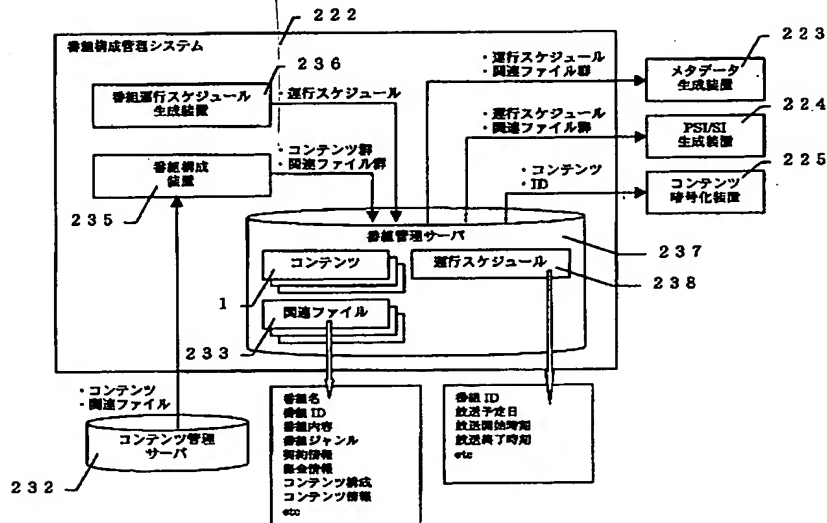 222
番組構成管理システム
236
番組運行スケジュール
生成装置
・運行スケジュール
・運行スケジュール
・関連ファイル群
223
メタデータ
生成装置
・運行スケジュール
・関連ファイル群
224
PSI/SI
生成装置
番組構成
装置
・コンテンツ群
・関連ファイル群
235
・コンテンツ
・ID
225
コンテンツ
暗号化装置
番組管理サーバ
237
コンテンツ
運行スケジュール
238
1
関連ファイル
233
・コンテンツ
・関連ファイル
コンテンツ管理
サーバ
232
番組名
番組 ID
番組内容
番組ジャンル
契約情報
課金情報
コンテンツ構成
コンテンツ情報
etc
番組 ID
放送予定日
放送開始時刻
放送終了時刻
etc